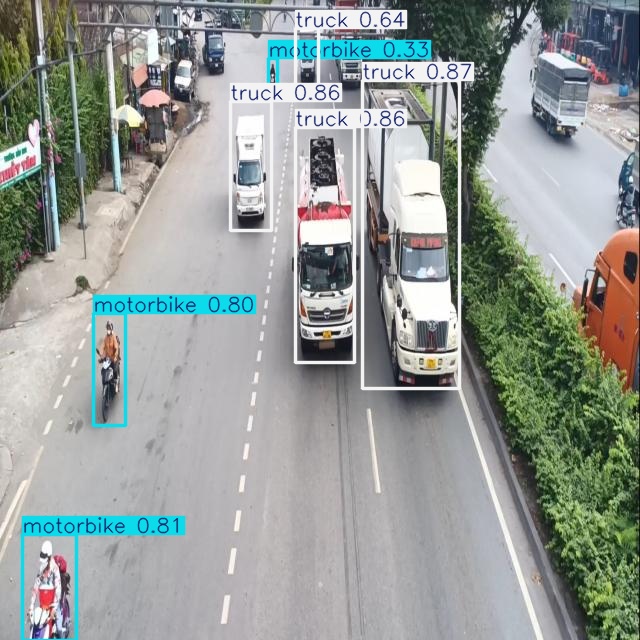 truck 0.64
motorbike 0.33
truck 0.87
truck 0.86
truck 0.86
motorbike 0.80
motorbike 0.81